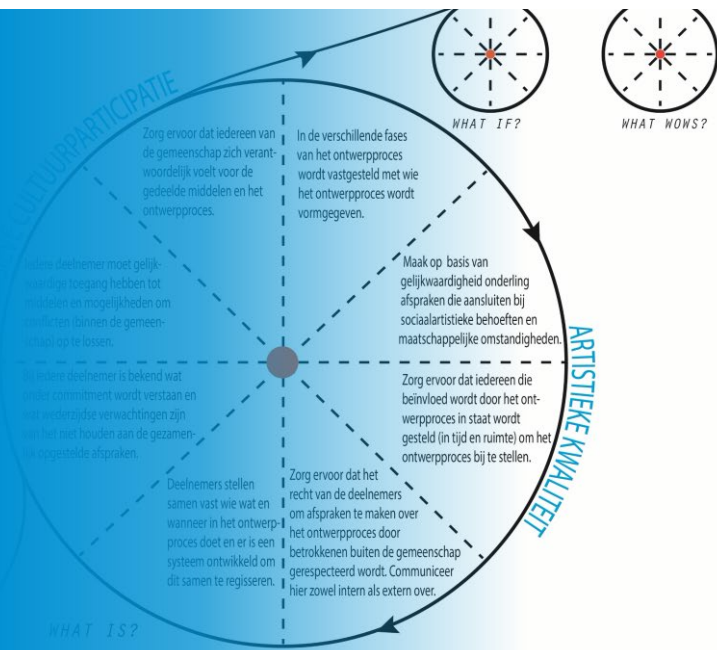 WHAT IF?
WHAT WOWS?
CULTUURPARTICIPATIE
Zorg ervoor dat iedereen van
de gemeenschap zich verant-
woordelijk voelt voor de
gedeelde middelen en het
ontwerpproces.
In de verschillende fases
van het ontwerpproces
wordt vastgesteld met wie
het ontwerpproces wordt
vormgegeven.
Maak op basis van
gelijkwaardigheid onderling
afspraken die aansluiten bij
sociaalartistieke behoeften en
maatschappelijke omstandigheden.
Zorg ervoor dat iedereen die
beïnvloed wordt door het ont-
werpproces in staat wordt
gesteld (in tijd en ruimte) om het
ontwerpproces bij te stellen.
ARTISTIEKE KWALITEIT
Zorg ervoor dat het
recht van de deelnemers
om afspraken te maken over
het ontwerpproces door
betrokkenen buiten de gemeenschap
gerespecteerd wordt. Communiceer
hier zowel intern als extern over.
Deelnemers stellen
samen vast wie wat en
wanneer in het ontwerp-
proces doet en er is een
systeem ontwikkeld om
dit samen te regisseren.
Bij iedere deelnemer is bekend wat
onder commitment wordt verstaan en
wat wederzijdse verwachtingen zijn
van het niet houden aan de gezamen-
lijk opgestelde afspraken.
Iedere deelnemer moet gelijk-
waardige toegang hebben tot
middelen en mogelijkheden om
conflicten (binnen de gemeen-
schap) op te lossen.
WHAT IS?